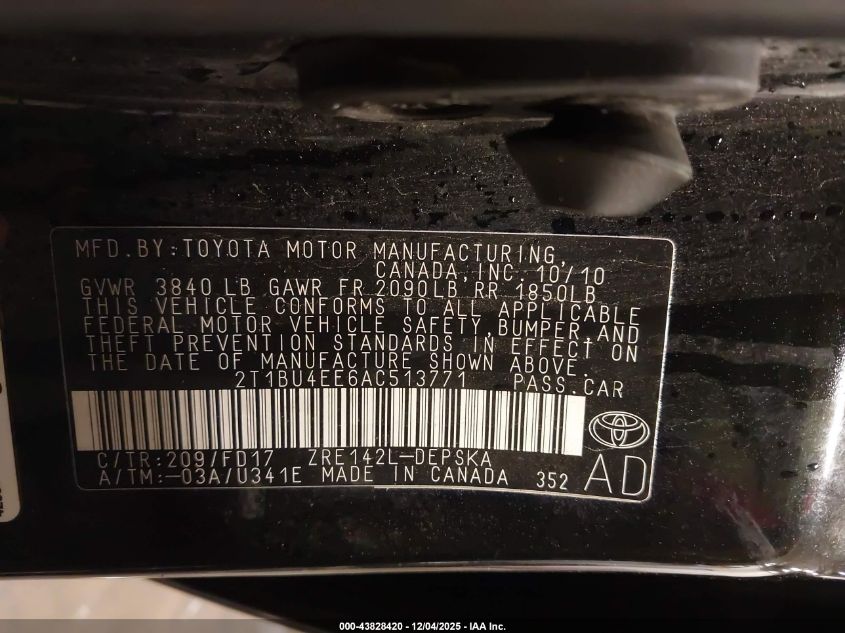 MFD.BY:TOYOTA MOTOR MANUFACTURING,
CANADA, INC. 10/10
GVWR 3840 LB GAWR FR 2090LB, RR 1850LB
THIS VEHICLE CONFORMS TO ALL APPLICABLE
FEDERAL MOTOR VEHICLE SAFETY,BUMPER,AND
THEFT PREVENTION STANDARDS IN EFFECT ON
THE DATE OF MANUFACTURE SHOWN ABOVE.
2T1BU4EE6AC513771 PASS.CAR
C/TR:209/FD17 ZRE142L-DEPSKA
A/TM:-03A/U341E MADE IN CANADA 352 AD
000-43828420 - 12/04/2025 - IAA Inc.